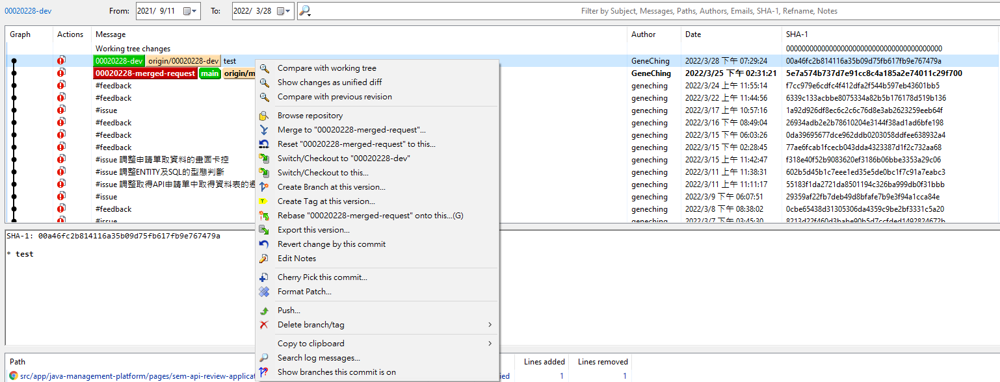 00020228-dev From: 2021/ 9/11 To: 2022/ 3/28 Filter by Subject, Messages, Paths, Authors, Emails, SHA-1, Refname, Notes
Graph Actions Message Author Date SHA-1
Working tree changes 0000000000000000000000000000000000000000
00020228-dev origin/00020228-dev test GeneChing 2022/3/28 下午 07:29:24 00a46fc2b814116a35b09d75fb617fb9e767479a
00020228-merged-request main origin/m GeneChing 2022/3/25 下午 02:31:21 5e7a574b737d7e91cc8c4a185a2e74011c29f700
#feedback geneching 2022/3/24 上午 11:55:14 f7cc979e6cdfc4f412dfa2f544b597eb43601bb5
#feedback geneching 2022/3/22 上午 11:44:56 6339c133acbbe8075334a82b5b176178d519b136
#issue geneching 2022/3/17 上午 10:57:16 1a92d926df8ec6c2c6c76d8e3ab2623259eeb64f
#feedback geneching 2022/3/16 下午 08:49:04 26934adb2e2b78610204e3144f38ad1ad6bfe198
#feedback geneching 2022/3/15 下午 06:03:26 0da39695677dce962ddb0203058ddfee638932a4
#feedback geneching 2022/3/15 下午 02:28:45 77ae6fcab1fcecb043dda4323387d1f2c732aa68
#issue 調整申請單取資料的畫面卡控 geneching 2022/3/15 上午 11:42:47 f318e40f52b9083620ef3186b06bbe3353a29c06
#issue 調整ENTITY及SQL的型態判斷 geneching 2022/3/11 上午 11:38:31 602b5d45b1c7eee1ed35e5de0bc1f7c91a7eabc3
#issue 調整取得API申請單中取得資料表的 geneching 2022/3/11 上午 11:11:17 55183f1da2721da8501194c326ba999db0f31bbb
#issue geneching 2022/3/9 下午 06:07:51 29359af22fb7deb49d8bfafe7b9e3f94a1cca84e
#feedback geneching 2022/3/8 下午 08:38:02 0cbe65438d31305306da4359c9be2bf3331c5a20
#issue geneching 2022/3/7 下午 03:45:30 8213d22f460d3babe90b5d7ccfded1492824672b
Compare with working tree
Show changes as unified diff
Compare with previous revision
Browse repository
Merge to "00020228-merged-request"...
Reset "00020228-merged-request" to this...
Switch/Checkout to "00020228-dev"
Switch/Checkout to this...
Create Branch at this version...
Create Tag at this version...
Rebase "00020228-merged-request" onto this...(G)
Export this version...
Revert change by this commit
Edit Notes
Cherry Pick this commit...
Format Patch...
Push...
Delete branch/tag
Copy to clipboard
Search log messages...
Show branches this commit is on
SHA-1: 00a46fc2b814116a35b09d75fb617fb9e767479a
* test
Path Lines added Lines removed
src/app/java-management-platform/pages/sem-api-review-applicat ied 1 1